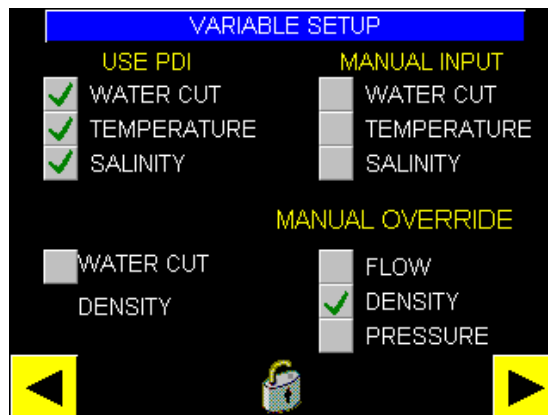 VARIABLE SETUP
USE PDI
WATER CUT
TEMPERATURE
SALINITY
MANUAL INPUT
WATER CUT
TEMPERATURE
SALINITY
WATER CUT
DENSITY
MANUAL OVERRIDE
FLOW
DENSITY
PRESSURE